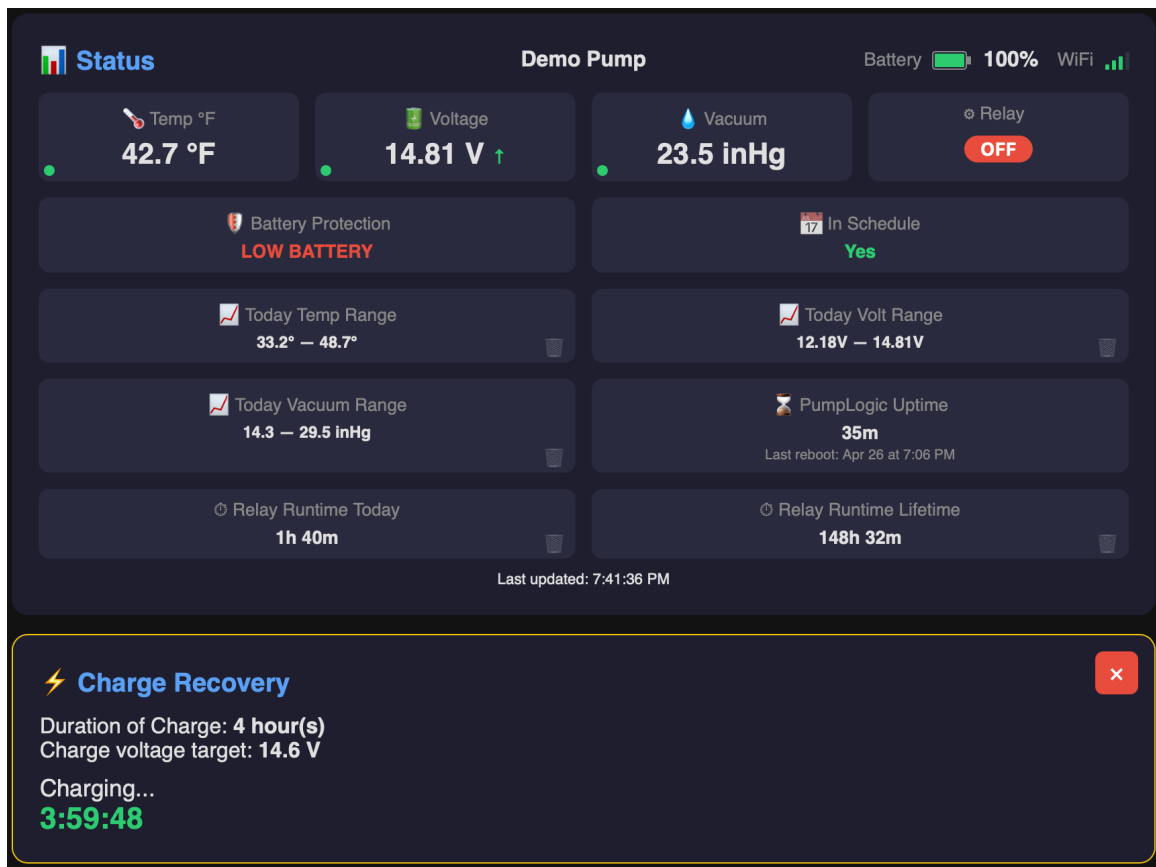 Status
Demo Pump
Battery 100% WiFi
Temp °F
42.7 °F
Voltage
14.81 V ↑
Vacuum
23.5 inHg
Relay
OFF
Battery Protection
LOW BATTERY
17 In Schedule
Yes
Today Temp Range
33.2° — 48.7°
Today Volt Range
12.18V — 14.81V
Today Vacuum Range
14.3 — 29.5 inHg
PumpLogic Uptime
35m
Last reboot: Apr 26 at 7:06 PM
Relay Runtime Today
1h 40m
Relay Runtime Lifetime
148h 32m
Last updated: 7:41:36 PM
Charge Recovery
×
Duration of Charge: 4 hour(s)
Charge voltage target: 14.6 V
Charging...
3:59:48